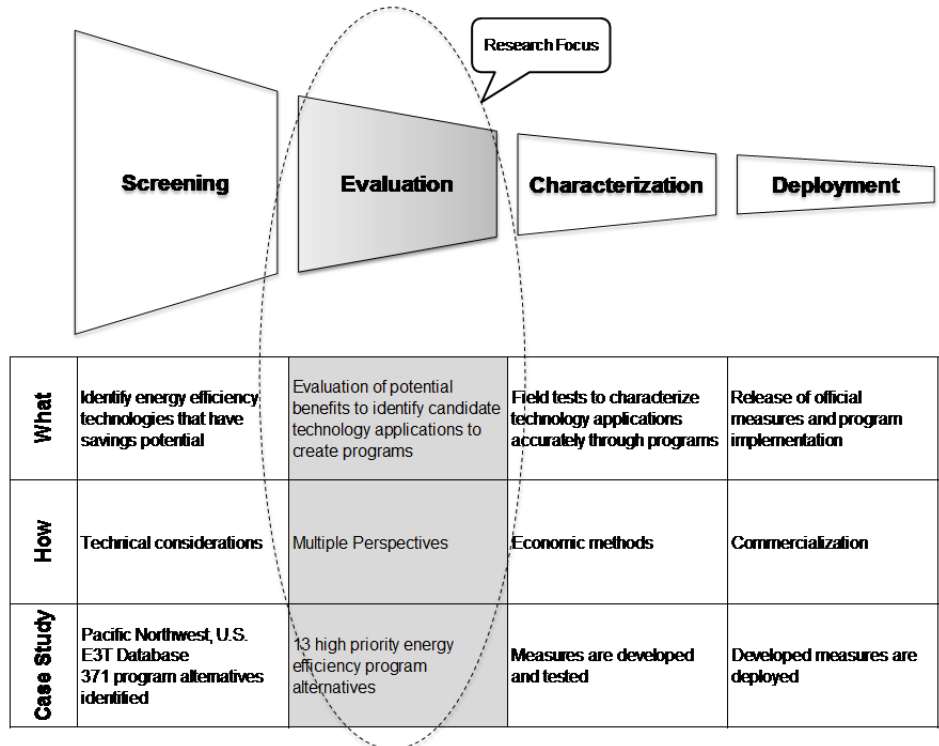 Research Focus
Screening
Evaluation
Characterization
Deployment
What
Identify energy efficiency
technologies that have
savings potential
Evaluation of potential
benefits to identify candidate
technology applications to
create programs
Field tests to characterize
technology applications
accurately through programs
Release of official
measures and program
implementation
How
Technical considerations
Multiple Perspectives
Economic methods
Commercialization
Case Study
Pacific Northwest, U.S.
E3T Database
371 program alternatives
identified
13 high priority energy
efficiency program
alternatives
Measures are developed
and tested
Developed measures are
deployed